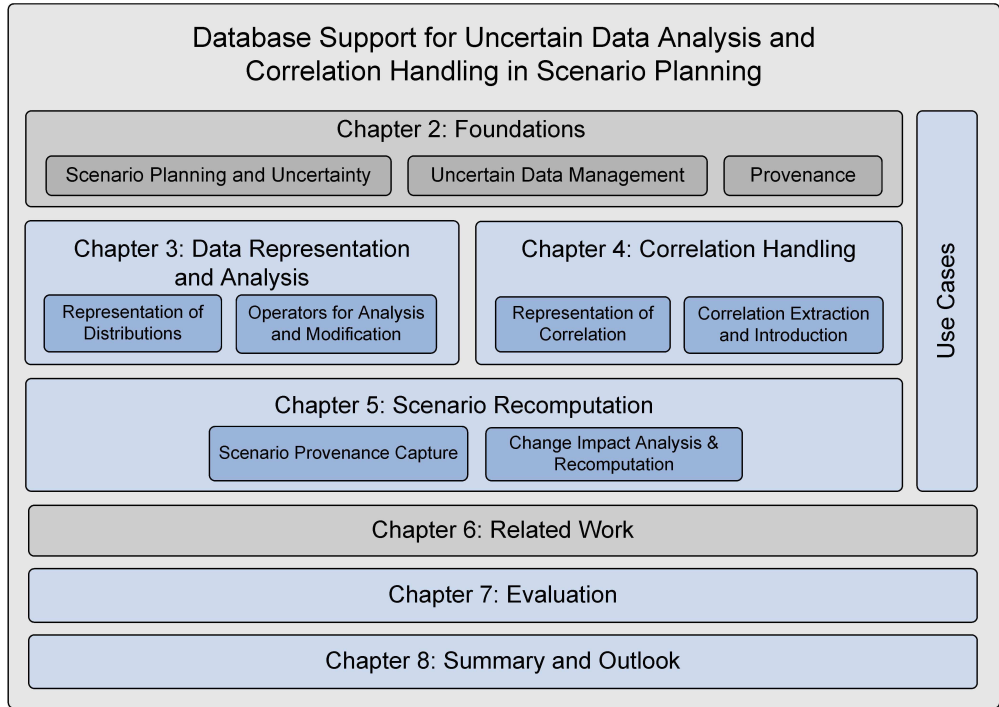 Database Support for Uncertain Data Analysis and
Correlation Handling in Scenario Planning
Chapter 2: Foundations
Scenario Planning and Uncertainty
Uncertain Data Management
Provenance
Use Cases
Chapter 3: Data Representation
and Analysis
Representation of
Distributions
Operators for Analysis
and Modification
Chapter 4: Correlation Handling
Representation of
Correlation
Correlation Extraction
and Introduction
Chapter 5: Scenario Recomputation
Scenario Provenance Capture
Change Impact Analysis &
Recomputation
Chapter 6: Related Work
Chapter 7: Evaluation
Chapter 8: Summary and Outlook